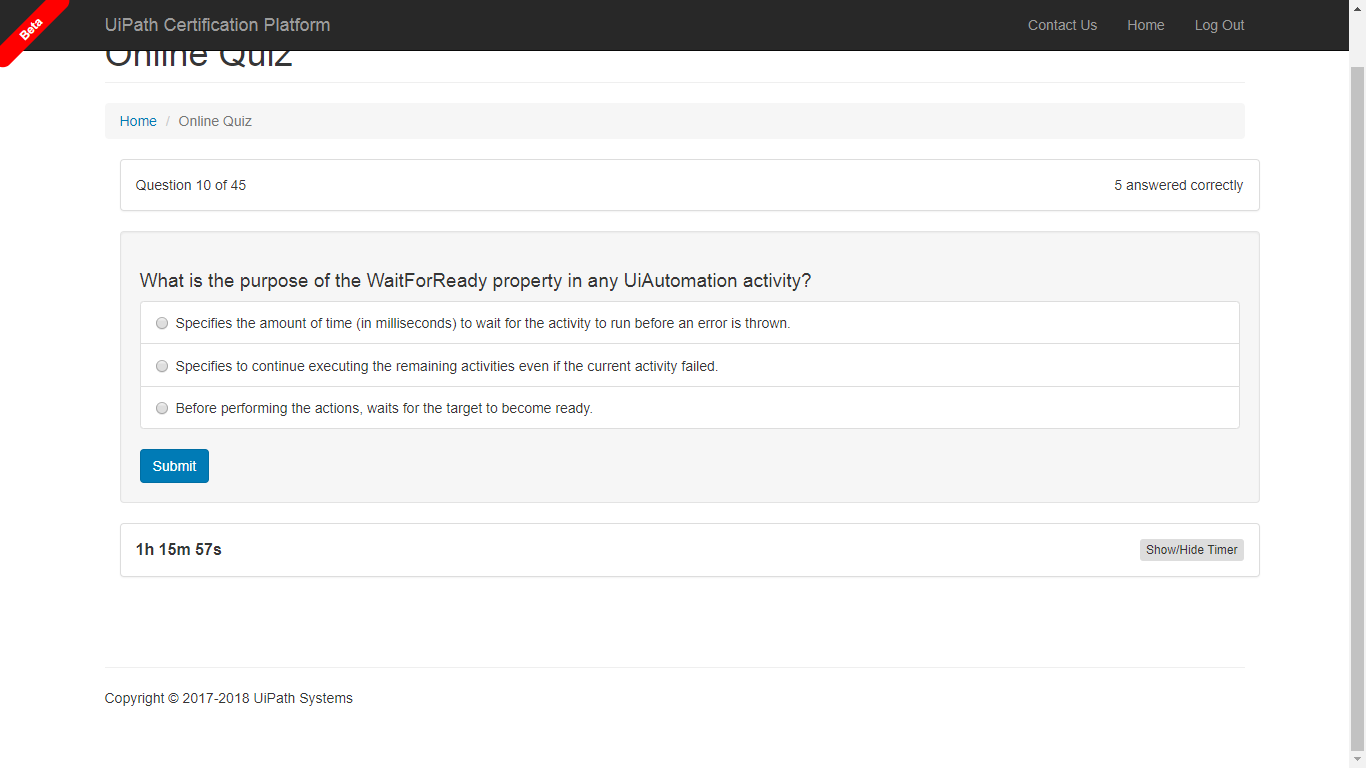 Beta
UiPath Certification Platform
Contact Us Home Log Out
Online Quiz
Home / Online Quiz
Question 10 of 45
5 answered correctly
What is the purpose of the WaitForReady property in any UiAutomation activity?
Specifies the amount of time (in milliseconds) to wait for the activity to run before an error is thrown.
Specifies to continue executing the remaining activities even if the current activity failed.
Before performing the actions, waits for the target to become ready.
Submit
1h 15m 57s
Show/Hide Timer
Copyright © 2017-2018 UiPath Systems